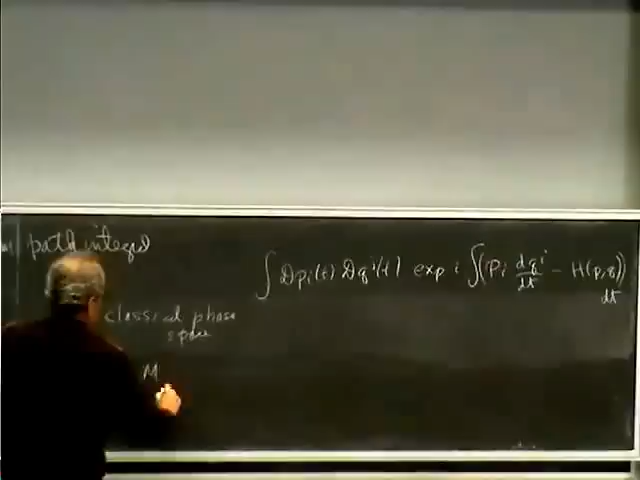 path integral
∫ Dpᵢ(t) Dqⁱ(t) exp i ∫(pᵢ dqⁱ/dt − H(p,q)) dt
classical phase
space
M